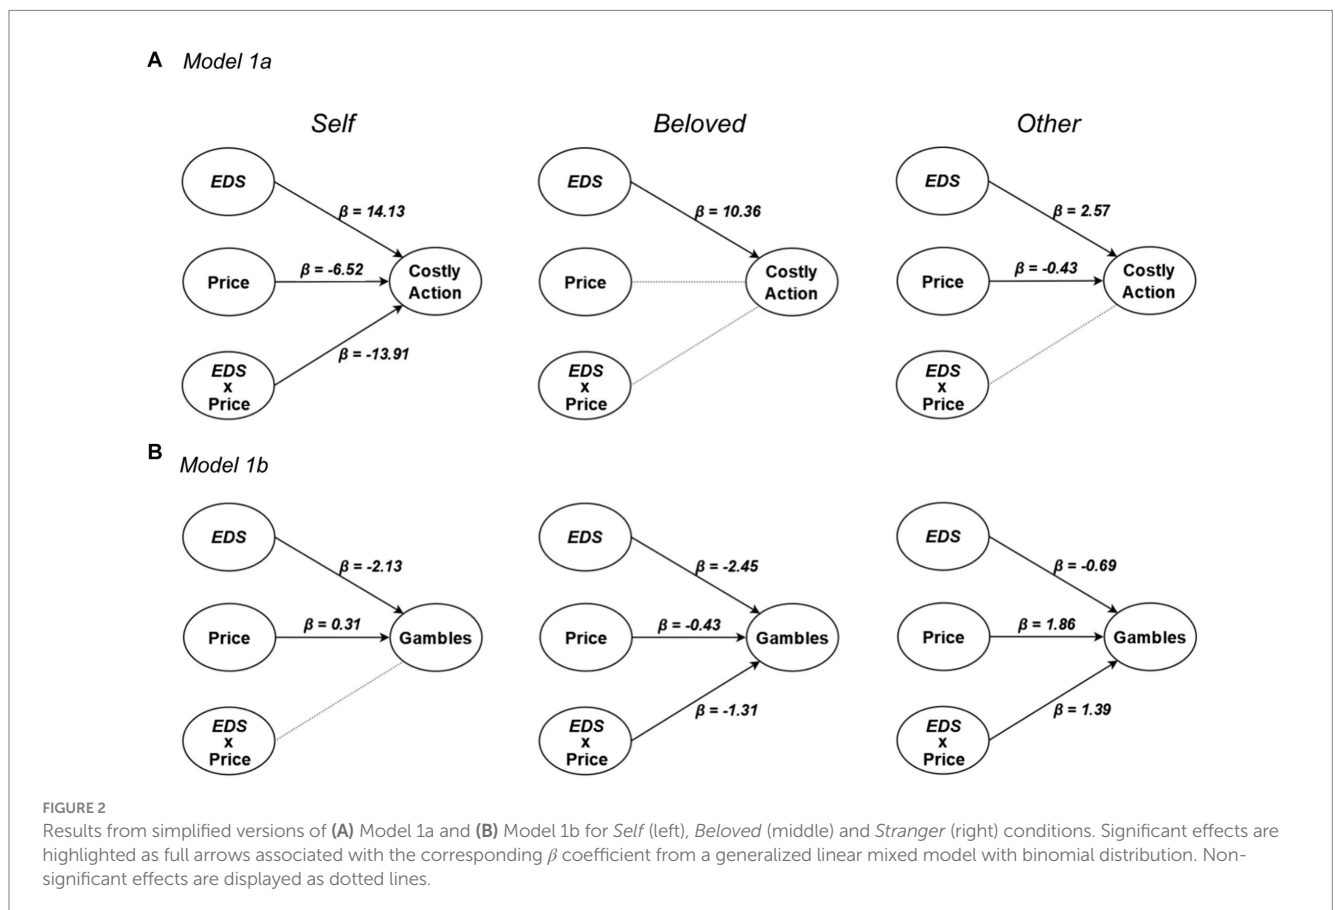 A Model 1a
Self Beloved Other
EDS EDS EDS
β = 14.13 β = 10.36 β = 2.57
Price β = -6.52 Costly Action Price Costly Action Price β = -0.43 Costly Action
β = -13.91
EDS x Price EDS x Price EDS x Price
B Model 1b
EDS EDS EDS
β = -2.13 β = -2.45 β = -0.69
Price β = 0.31 Gambles Price β = -0.43 Gambles Price β = 1.86 Gambles
β = -1.31 β = 1.39
EDS x Price EDS x Price EDS x Price
FIGURE 2
Results from simplified versions of (A) Model 1a and (B) Model 1b for Self (left), Beloved (middle) and Stranger (right) conditions. Significant effects are
highlighted as full arrows associated with the corresponding β coefficient from a generalized linear mixed model with binomial distribution. Non-
significant effects are displayed as dotted lines.